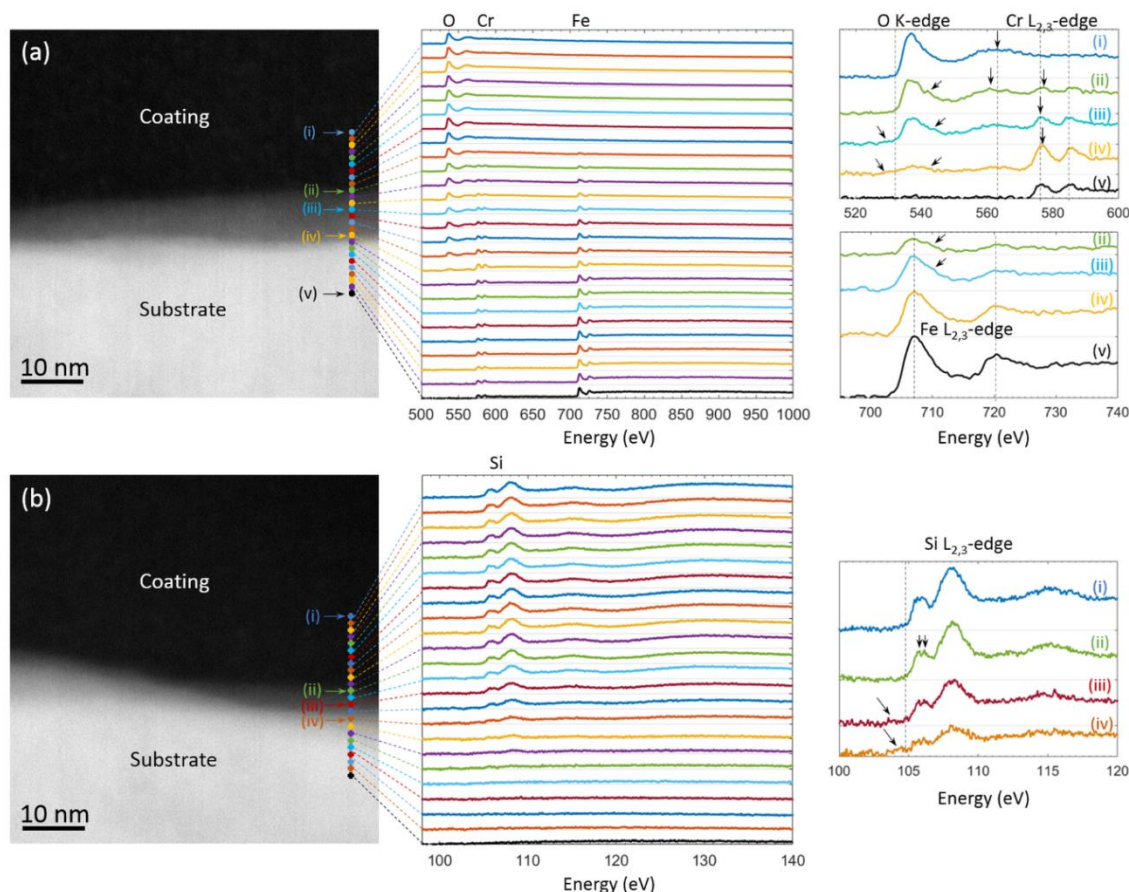 (a)
Coating
(i)
(ii)
(iii)
(iv)
(v)
Substrate
10 nm
O Cr Fe
500 550 600 650 700 750 800 850 900 950 1000
Energy (eV)
O K-edge Cr L2,3-edge
(i)
(ii)
(iii)
(iv)
(v)
520 540 560 580 600
(ii)
(iii)
(iv)
Fe L2,3-edge
(v)
700 710 720 730 740
Energy (eV)
(b)
Coating
(i)
(ii)
(iii)
(iv)
Substrate
10 nm
Si
100 110 120 130 140
Energy (eV)
Si L2,3-edge
(i)
(ii)
(iii)
(iv)
100 105 110 115 120
Energy (eV)